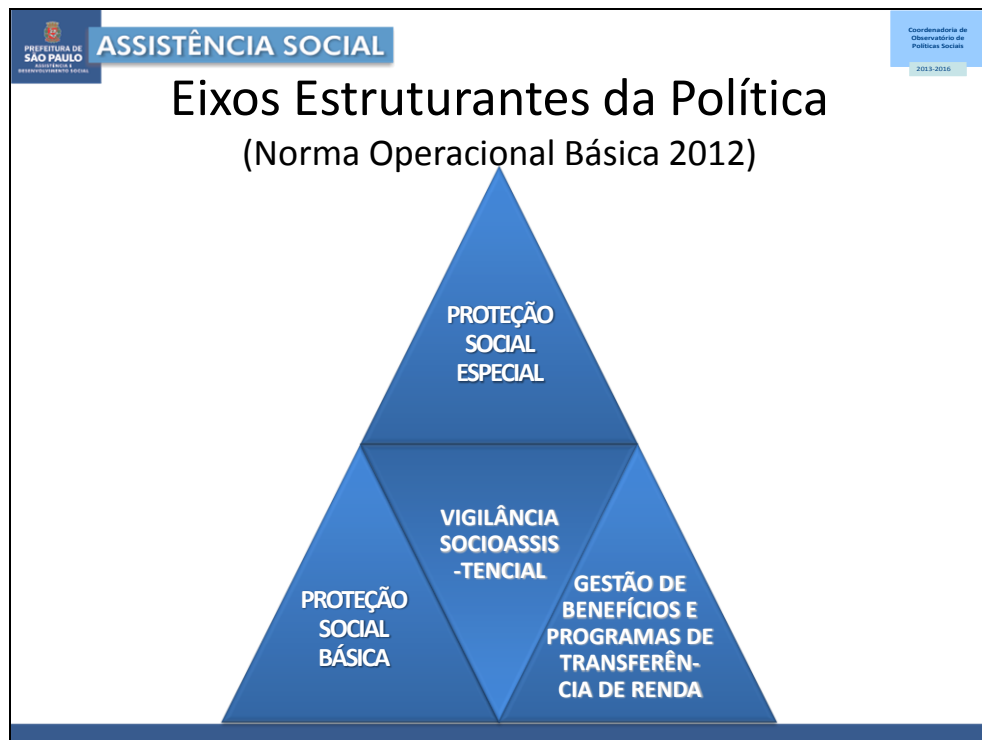 PREFEITURA DE
SÃO PAULO
ASSISTÊNCIA E
DESENVOLVIMENTO SOCIAL
ASSISTÊNCIA SOCIAL
Coordenadoria de
Observatório de
Políticas Sociais
2013-2016
Eixos Estruturantes da Política
(Norma Operacional Básica 2012)
PROTEÇÃO
SOCIAL
ESPECIAL
VIGILÂNCIA
SOCIOASSIS
-TENCIAL
PROTEÇÃO
SOCIAL
BÁSICA
GESTÃO DE
BENEFÍCIOS E
PROGRAMAS DE
TRANSFERÊN-
CIA DE RENDA